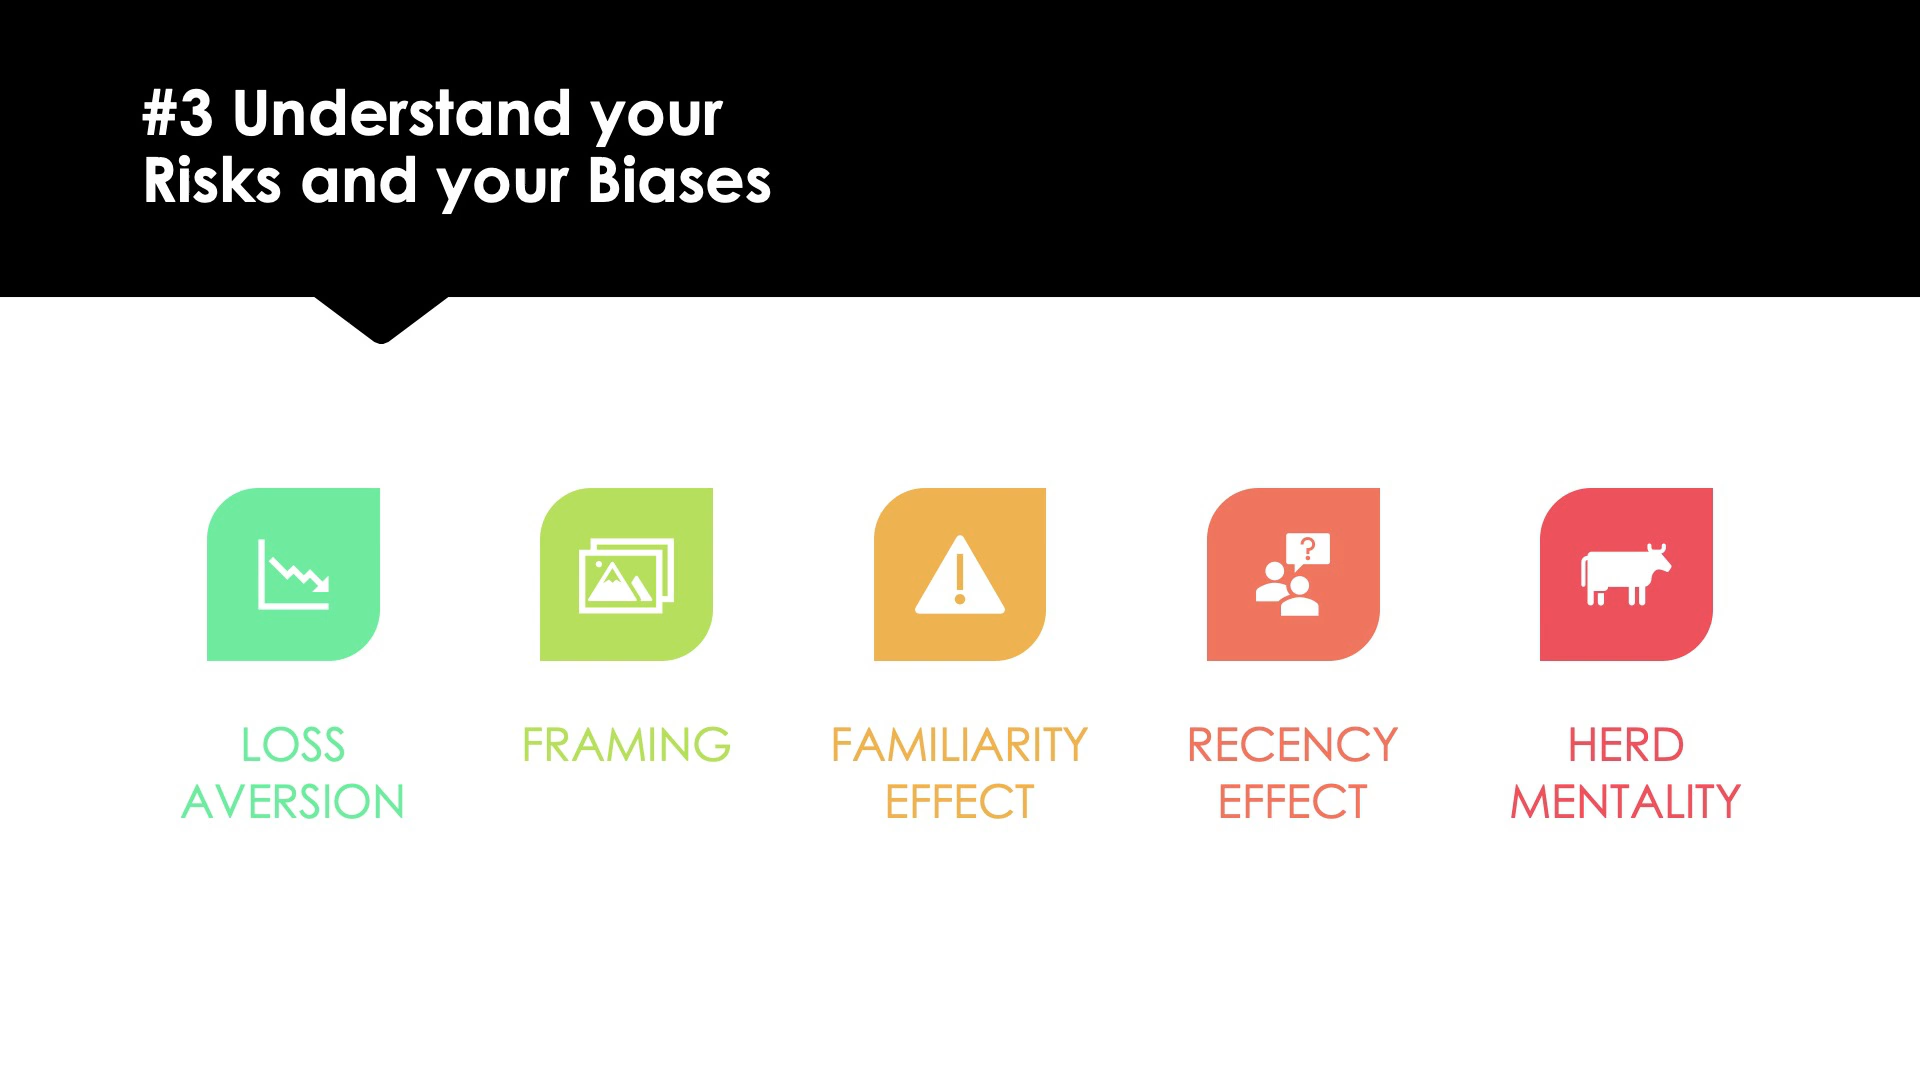 #3 Understand your
Risks and your Biases
?
LOSS
AVERSION
FRAMING
FAMILIARITY
EFFECT
RECENCY
EFFECT
HERD
MENTALITY